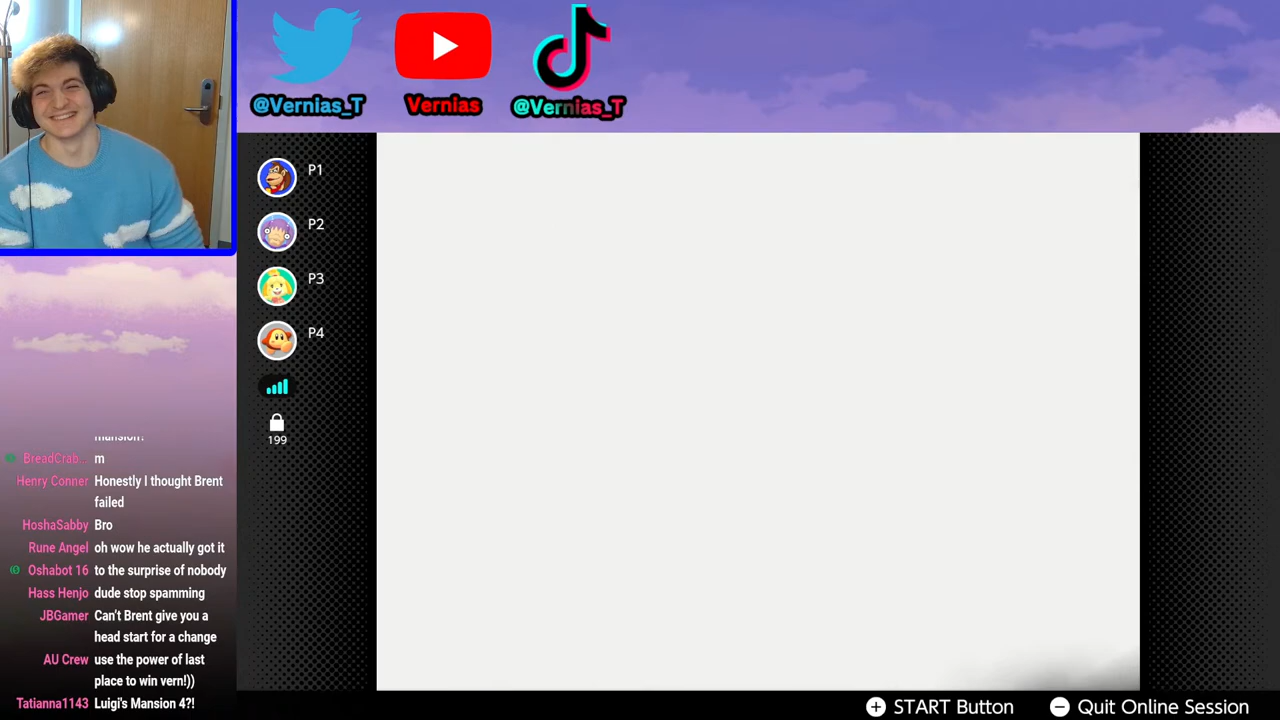 @Vernias_T
Vernias
@Vernias_T
P1
P2
P3
P4
199
mansion?
BreadCrab... m
Henry Conner Honestly I thought Brent
failed
HoshaSabby Bro
Rune Angel oh wow he actually got it
Oshabot 16 to the surprise of nobody
Hass Henjo dude stop spamming
JBGamer Can't Brent give you a
head start for a change
AU Crew use the power of last
place to win vern!))
Tatianna1143 Luigi's Mansion 4?!
+ START Button
− Quit Online Session